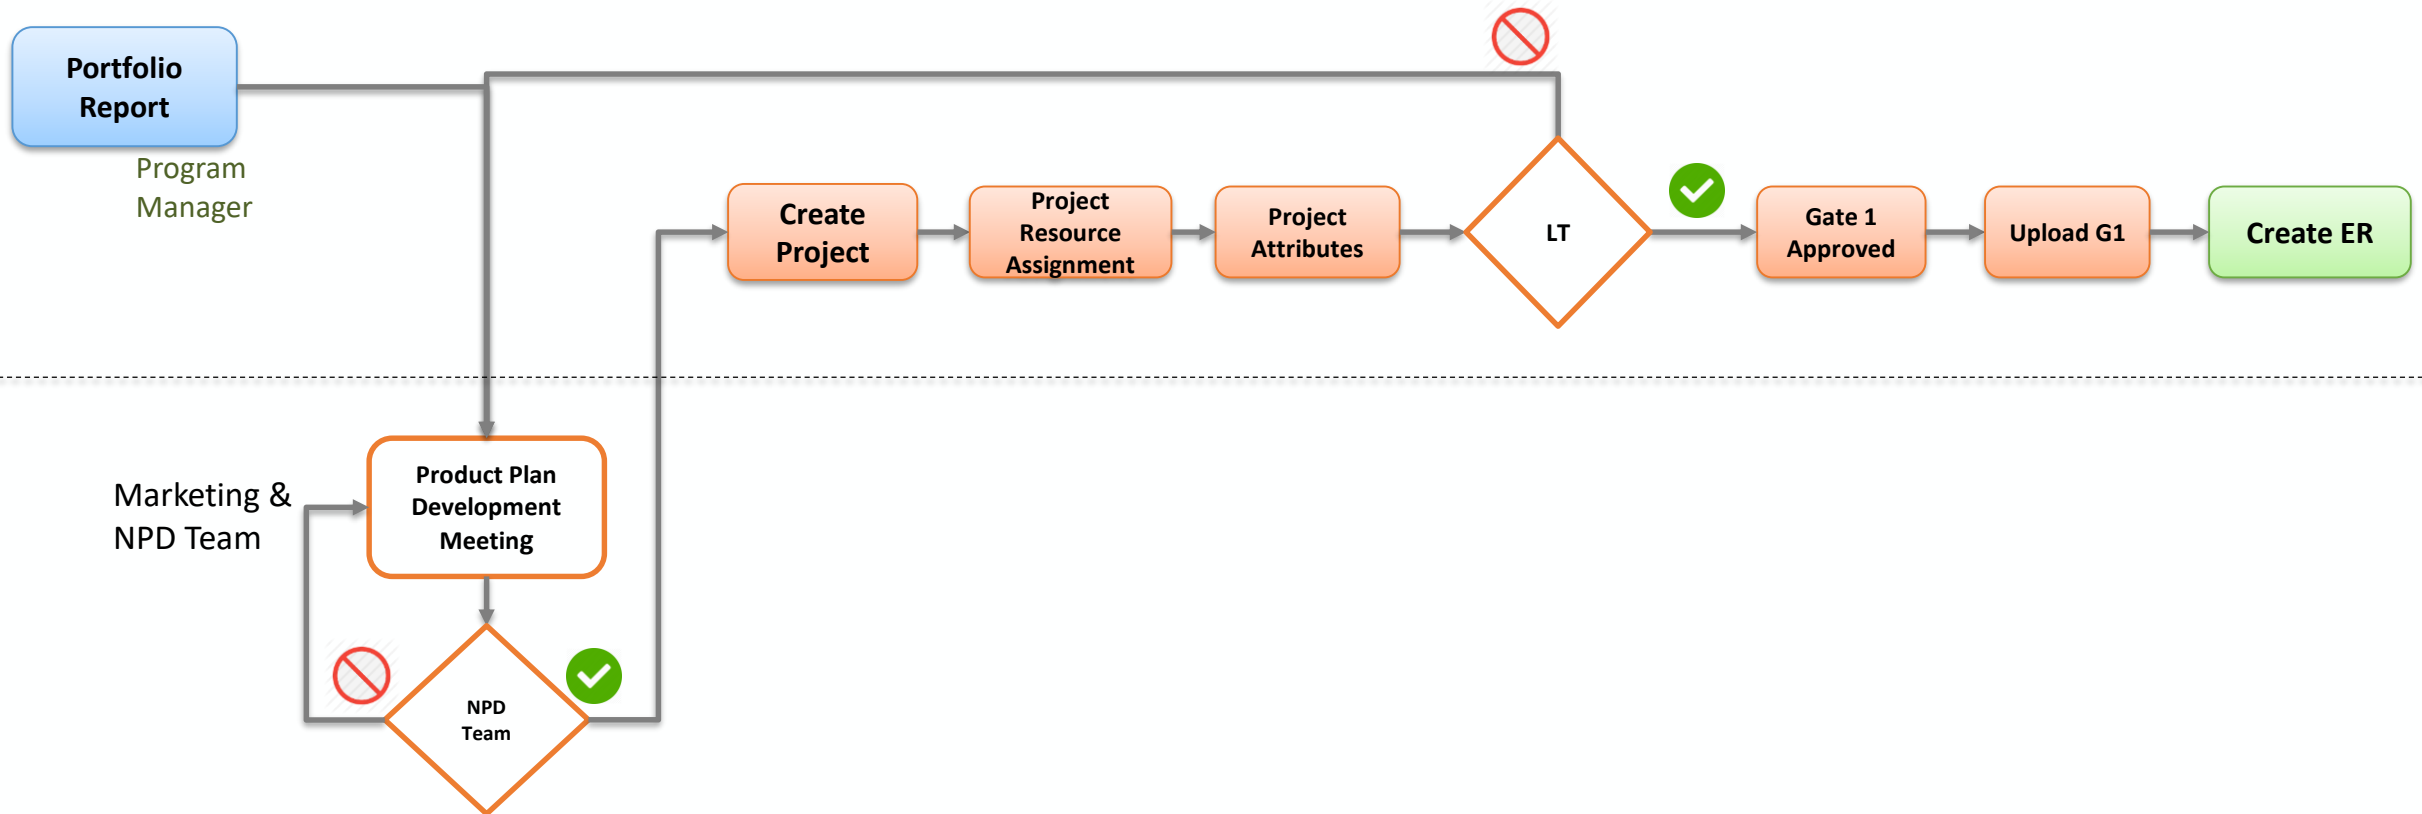 Portfolio
Report
Program
Manager
Create
Project
Project
Resource
Assignment
Project
Attributes
LT
Gate 1
Approved
Upload G1
Create ER
Marketing &
NPD Team
Product Plan
Development
Meeting
NPD
Team